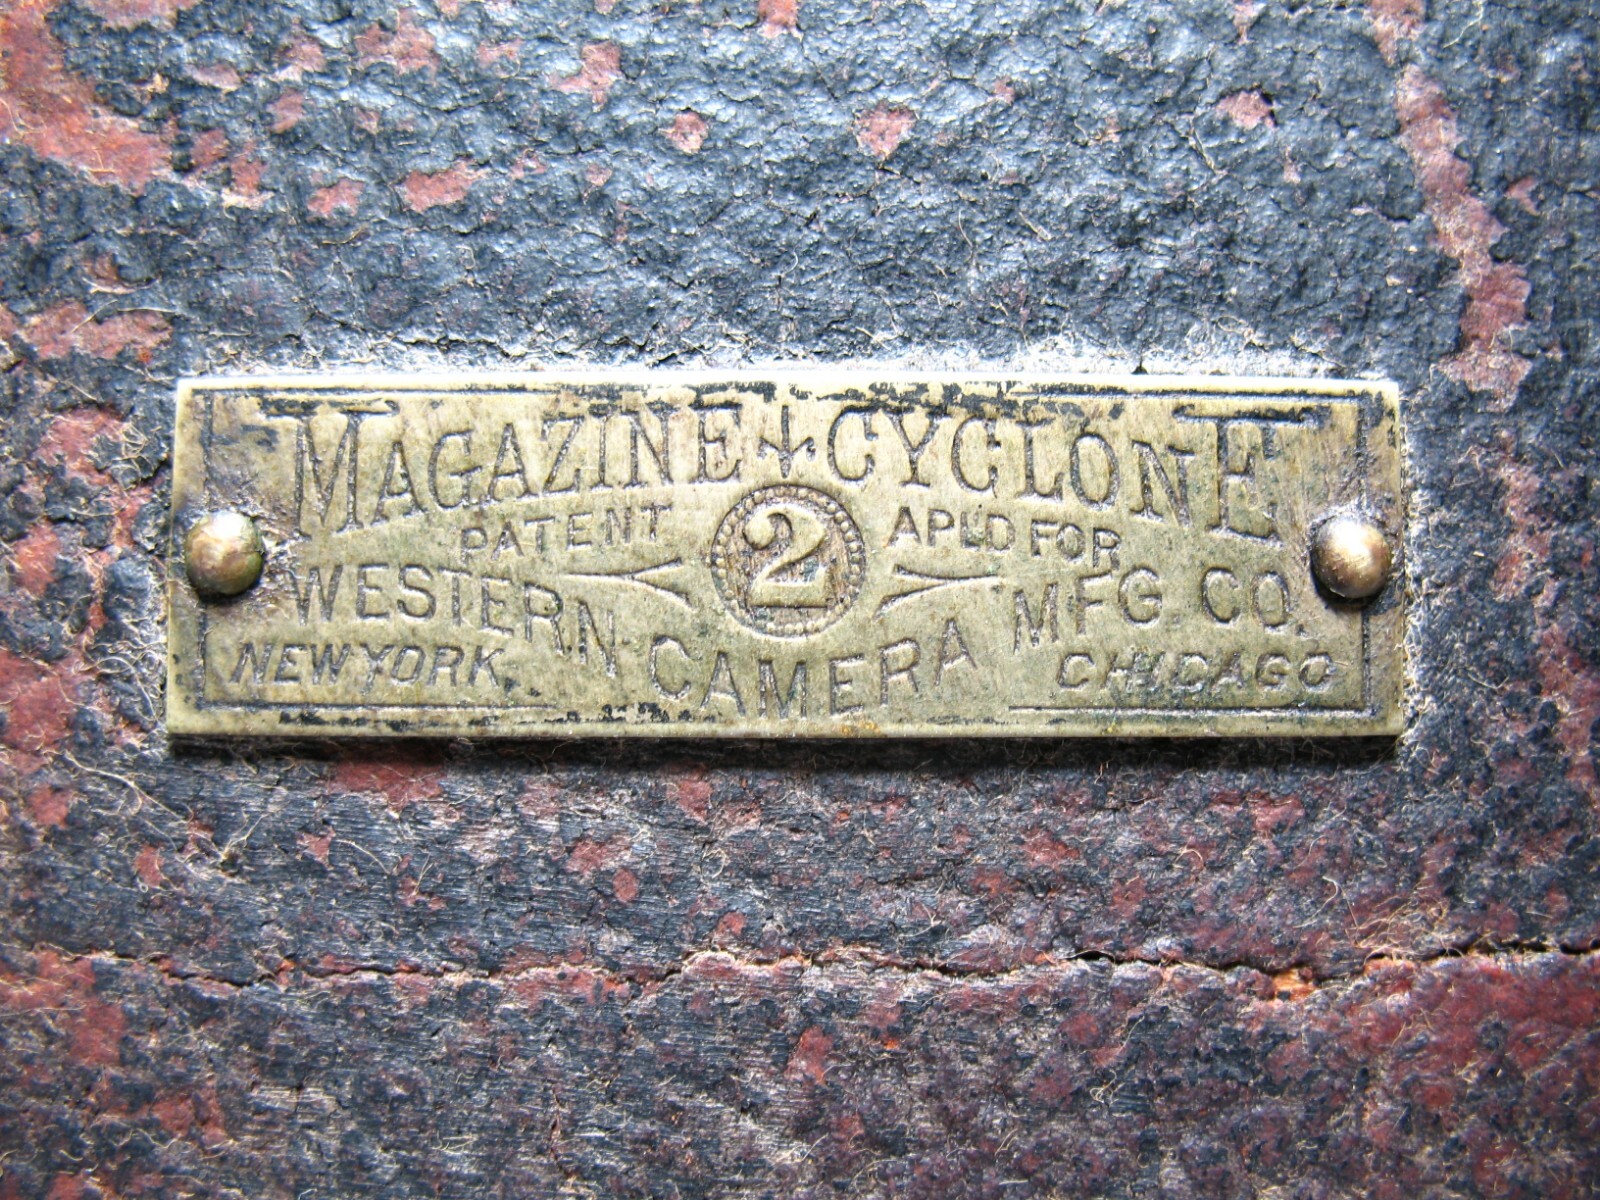 MAGAZINE CYCLONE
PATENT 2 APLD FOR
WESTERN CAMERA MFG CO.
NEW YORK CHICAGO